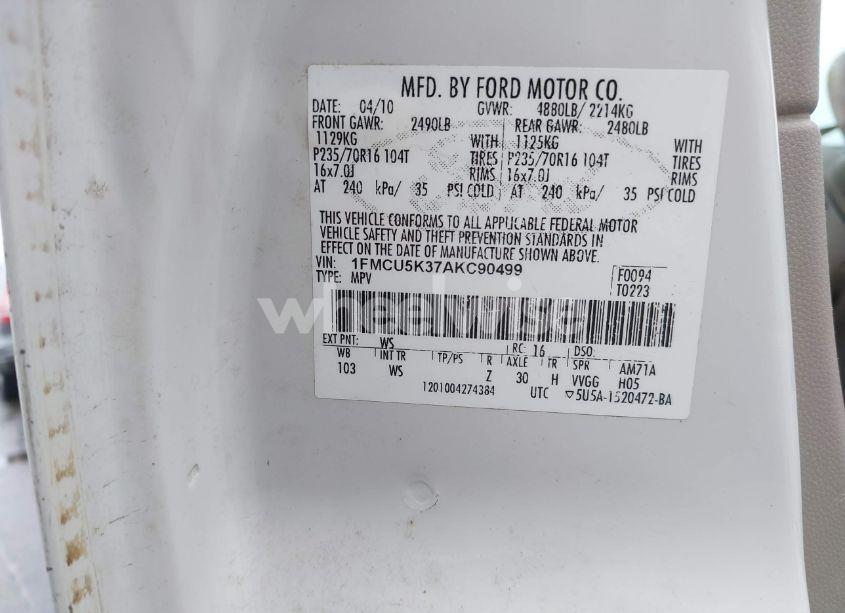 MFD. BY FORD MOTOR CO.
DATE: 04/10 GVWR: 4880LB/ 2214KG
FRONT GAWR: 2490LB REAR GAWR: 2480LB
1129KG WITH 1125KG WITH
P235/70R16 104T TIRES P235/70R16 104T TIRES
16x7.0J RIMS 16x7.0J RIMS
AT 240 kPa/ 35 PSI COLD AT 240 kPa/ 35 PSI COLD
THIS VEHICLE CONFORMS TO ALL APPLICABLE FEDERAL MOTOR
VEHICLE SAFETY AND THEFT PREVENTION STANDARDS IN
EFFECT ON THE DATE OF MANUFACTURE SHOWN ABOVE.
VIN: 1FMCU5K37AKC90499 F0094
TYPE: MPV T0223
wheelwise
EXT PNT: WS RC: 16 DSO:
WB INT TR TP/PS R AXLE TR SPR AM71A
103 WS Z 30 H VVGG H05
1201004274384 UTC ▽5U5A-1520472-BA